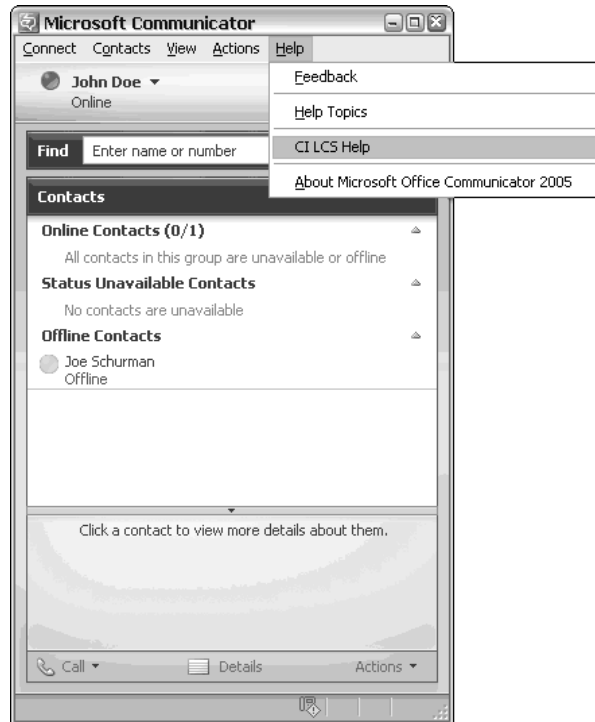 Microsoft Communicator
Connect Contacts View Actions Help
John Doe
Online
Feedback
Help Topics
CI LCS Help
About Microsoft Office Communicator 2005
Find Enter name or number
Contacts
Online Contacts (0/1)
All contacts in this group are unavailable or offline
Status Unavailable Contacts
No contacts are unavailable
Offline Contacts
Joe Schurman
Offline
Click a contact to view more details about them.
Call Details Actions